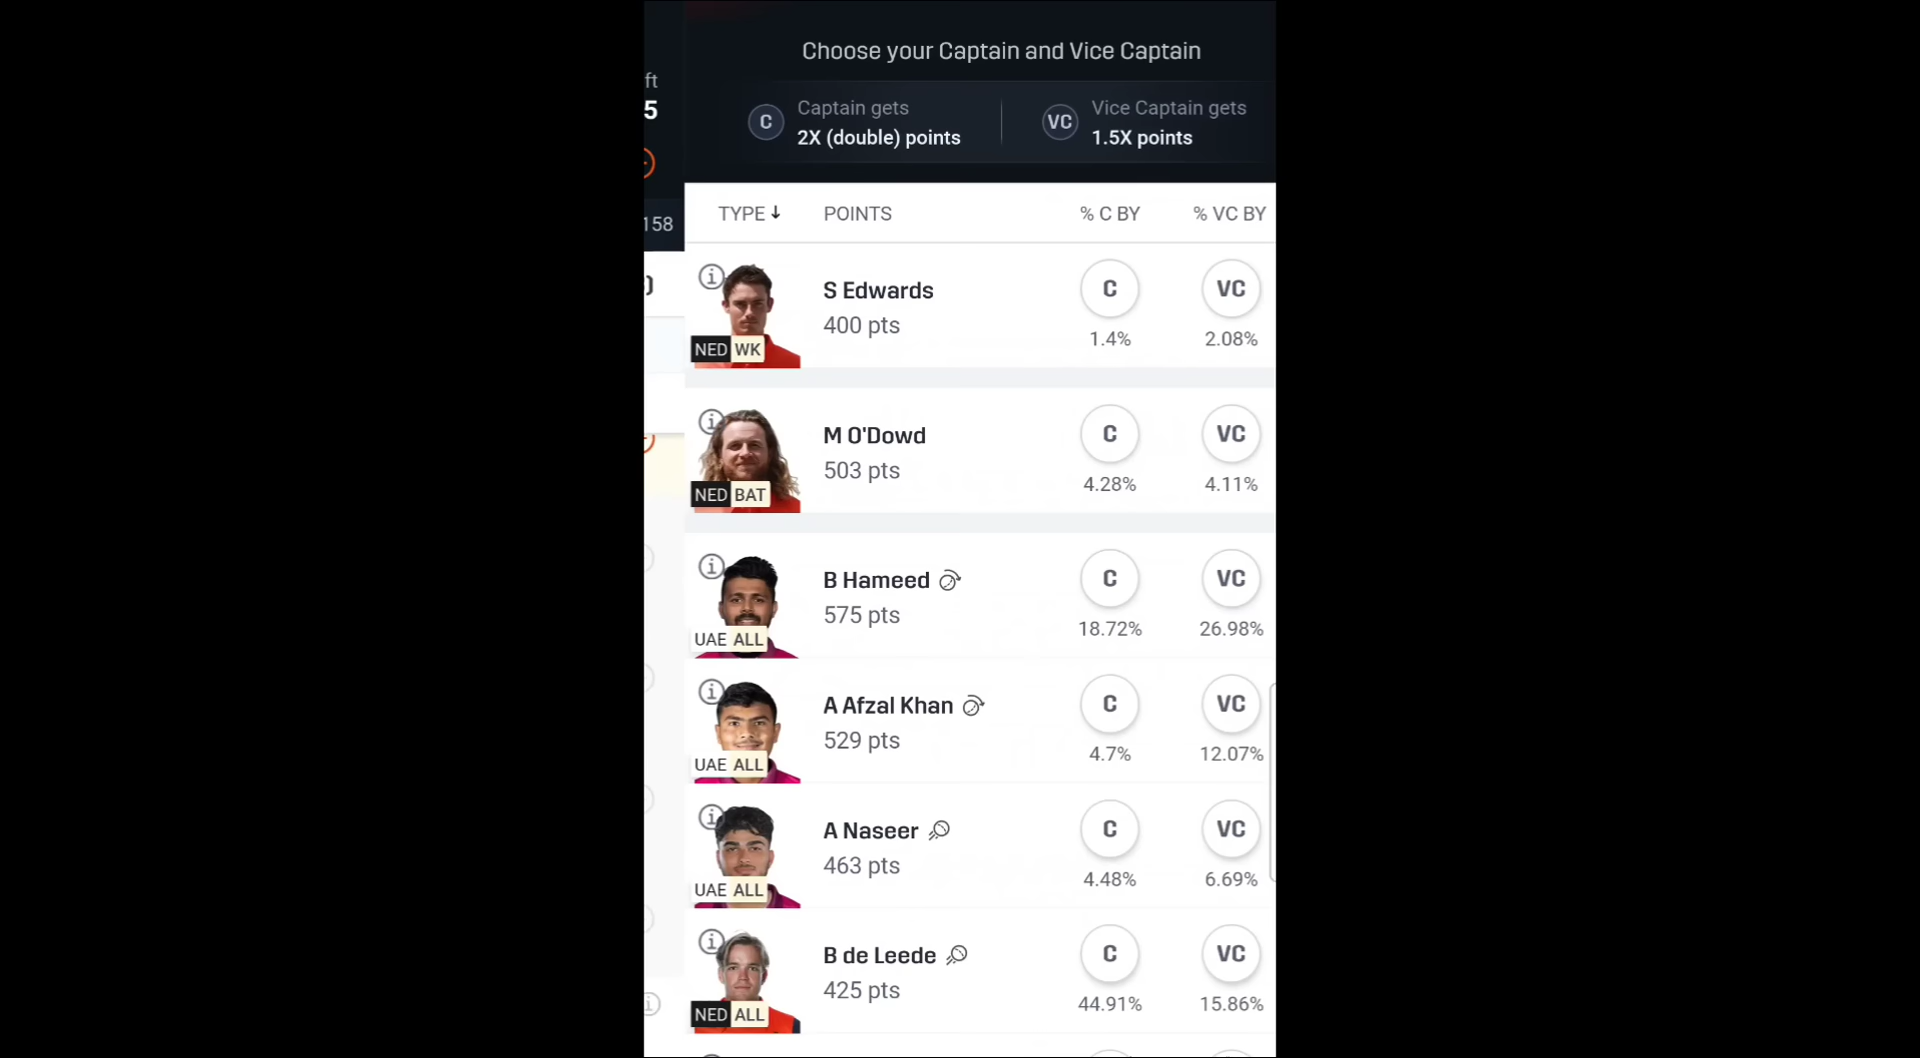 Choose your Captain and Vice Captain
ft
5
158
C Captain gets
2X (double) points
VC Vice Captain gets
1.5X points
TYPE ↓ POINTS % C BY % VC BY
S Edwards C VC
400 pts
1.4% 2.08%
NED WK
M O'Dowd C VC
503 pts
4.28% 4.11%
NED BAT
B Hameed C VC
575 pts
18.72% 26.98%
UAE ALL
A Afzal Khan C VC
529 pts
4.7% 12.07%
UAE ALL
A Naseer C VC
463 pts
4.48% 6.69%
UAE ALL
B de Leede C VC
425 pts
44.91% 15.86%
NED ALL